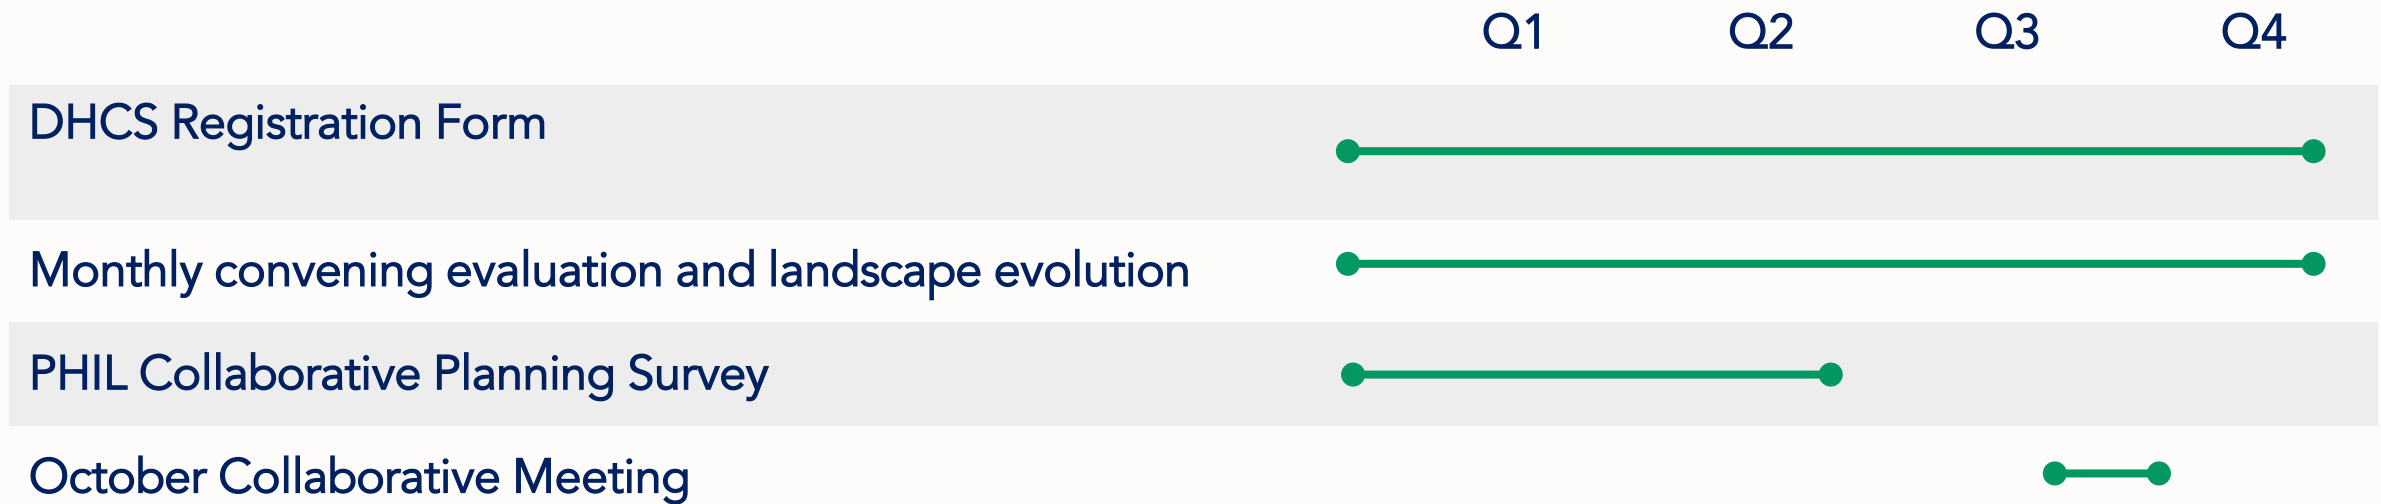 Q1 Q2 Q3 Q4
DHCS Registration Form
Monthly convening evaluation and landscape evolution
PHIL Collaborative Planning Survey
October Collaborative Meeting